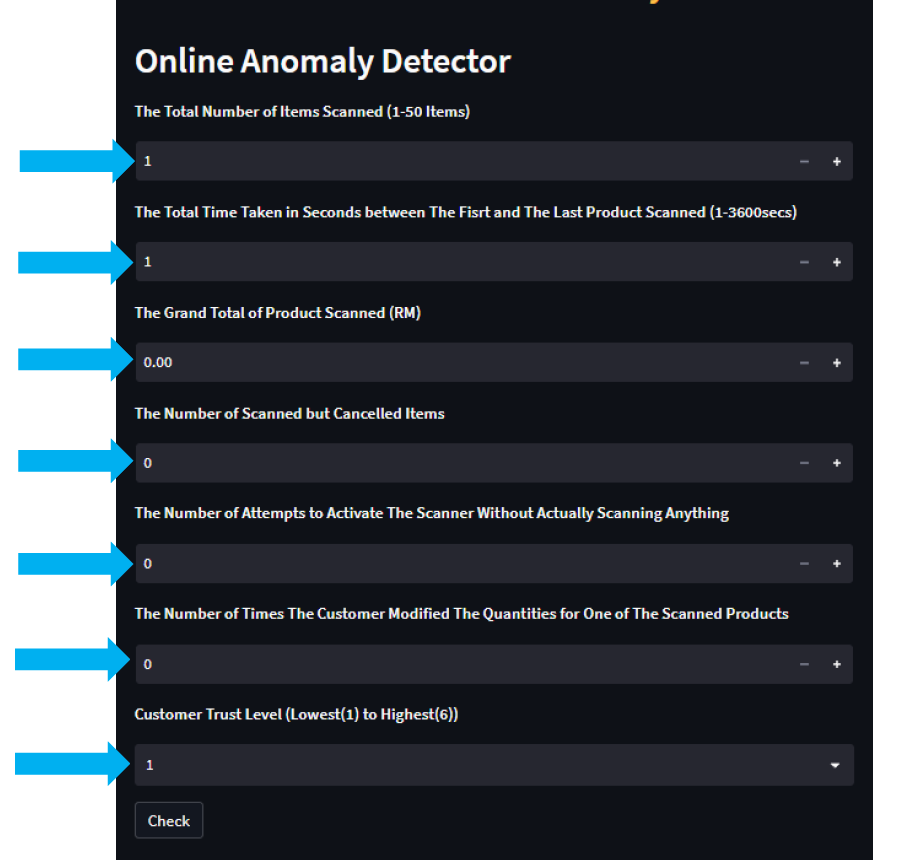 Online Anomaly Detector
The Total Number of Items Scanned (1-50 Items)
1
The Total Time Taken in Seconds between The Fisrt and The Last Product Scanned (1-3600secs)
1
The Grand Total of Product Scanned (RM)
0.00
The Number of Scanned but Cancelled Items
0
The Number of Attempts to Activate The Scanner Without Actually Scanning Anything
0
The Number of Times The Customer Modified The Quantities for One of The Scanned Products
0
Customer Trust Level (Lowest(1) to Highest(6))
1
Check